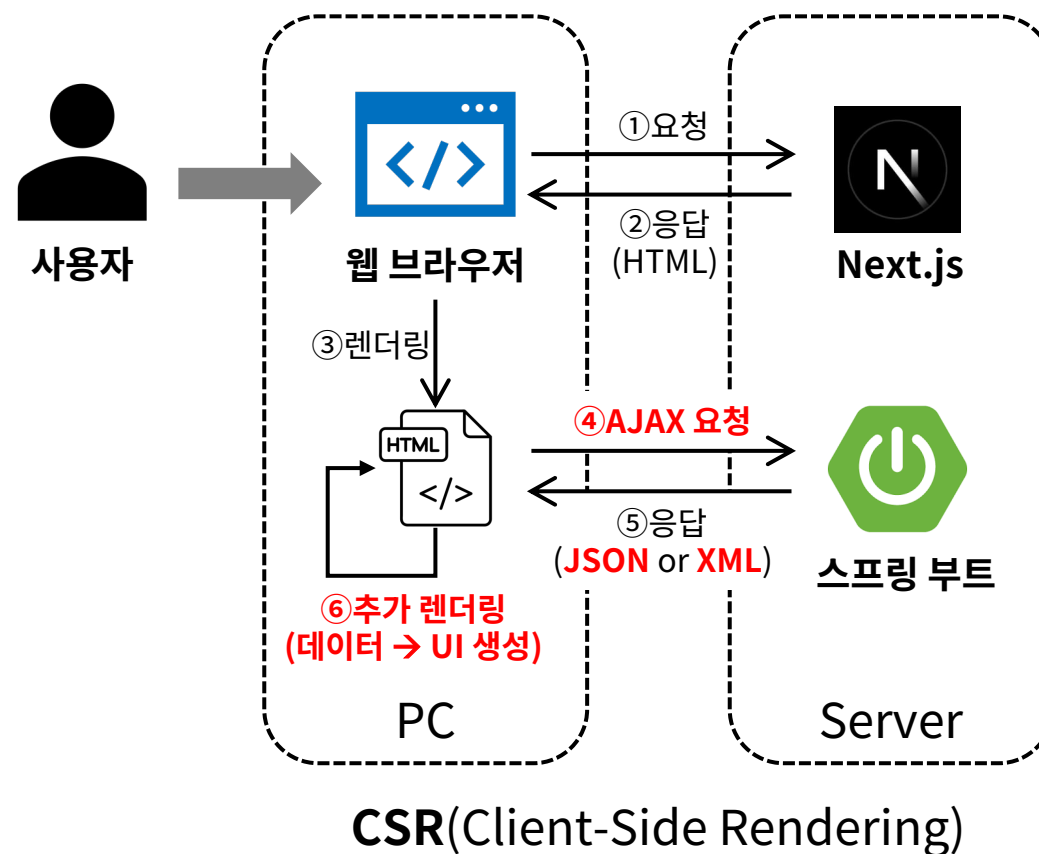 사용자
웹 브라우저
①요청
②응답
(HTML)
Next.js
③렌더링
HTML
</>
④AJAX 요청
⑤응답
(JSON or XML)
스프링 부트
⑥추가 렌더링
(데이터 → UI 생성)
PC
Server
CSR(Client-Side Rendering)